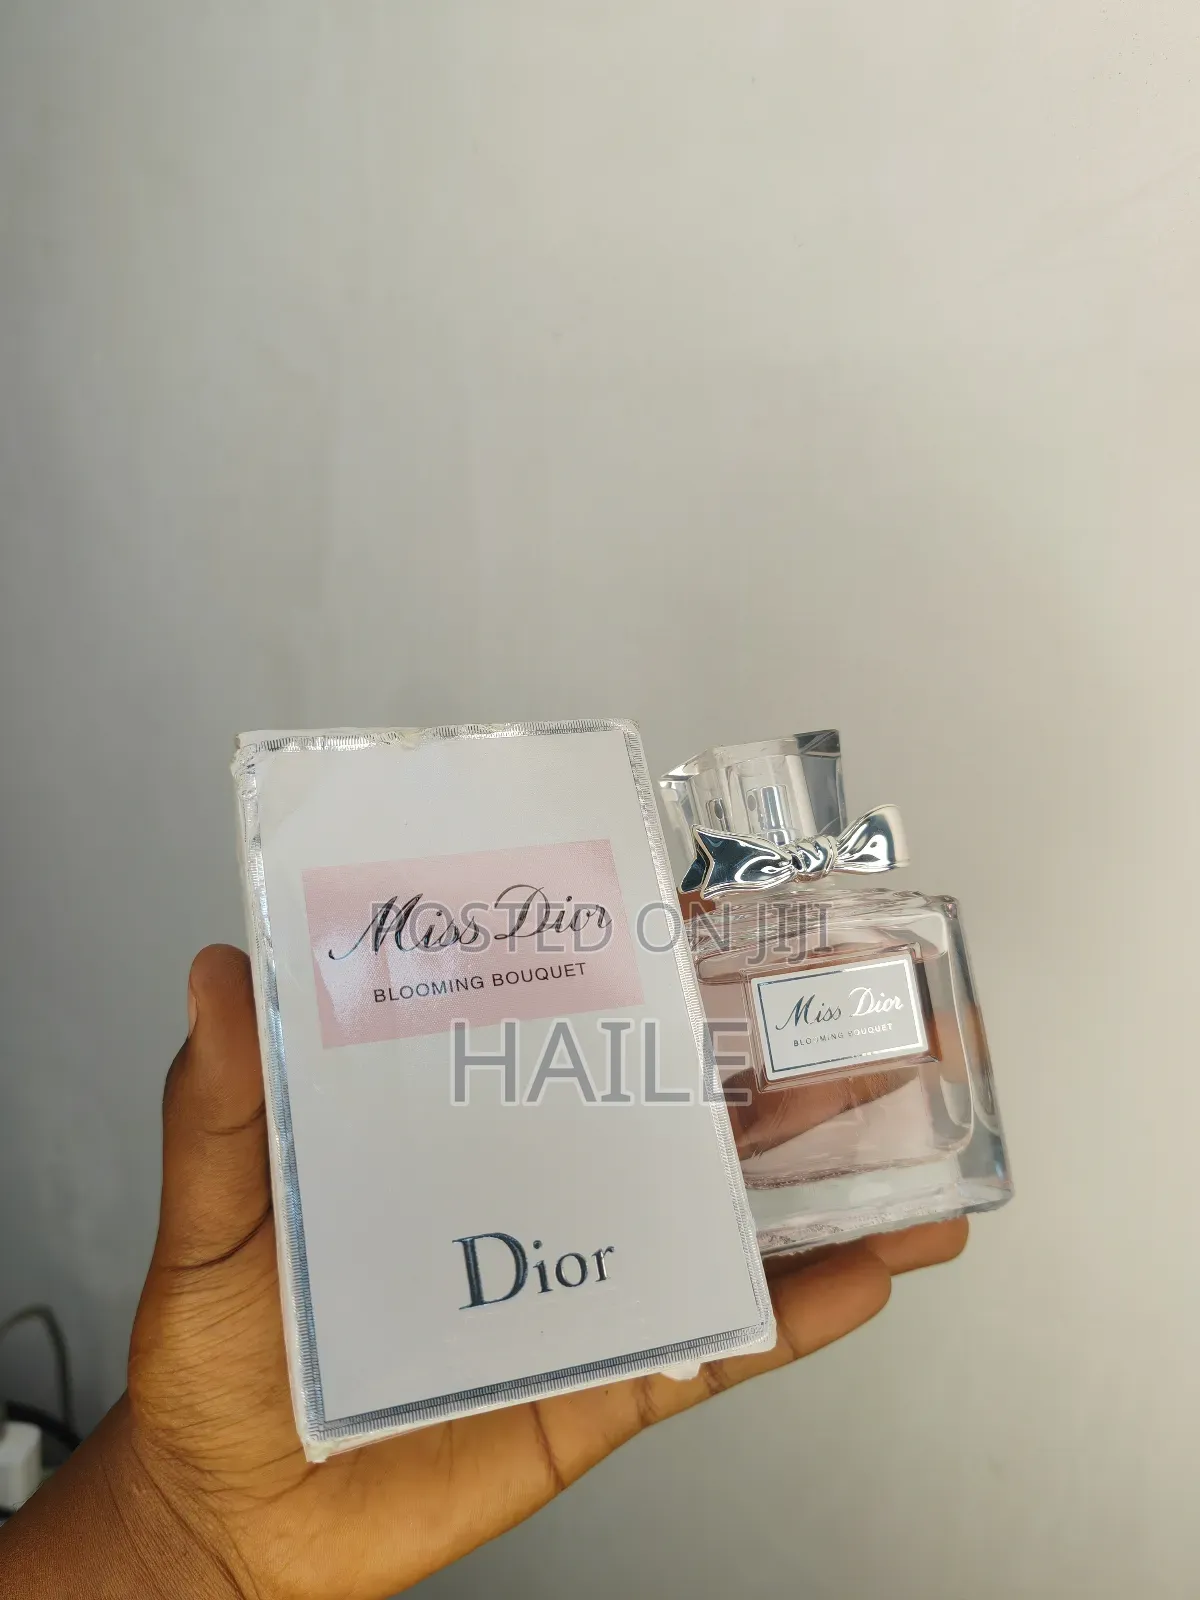 Miss Dior
BLOOMING BOUQUET
Dior
Miss Dior
BLOOMING BOUQUET
POSTED ON JIJI
HAILE